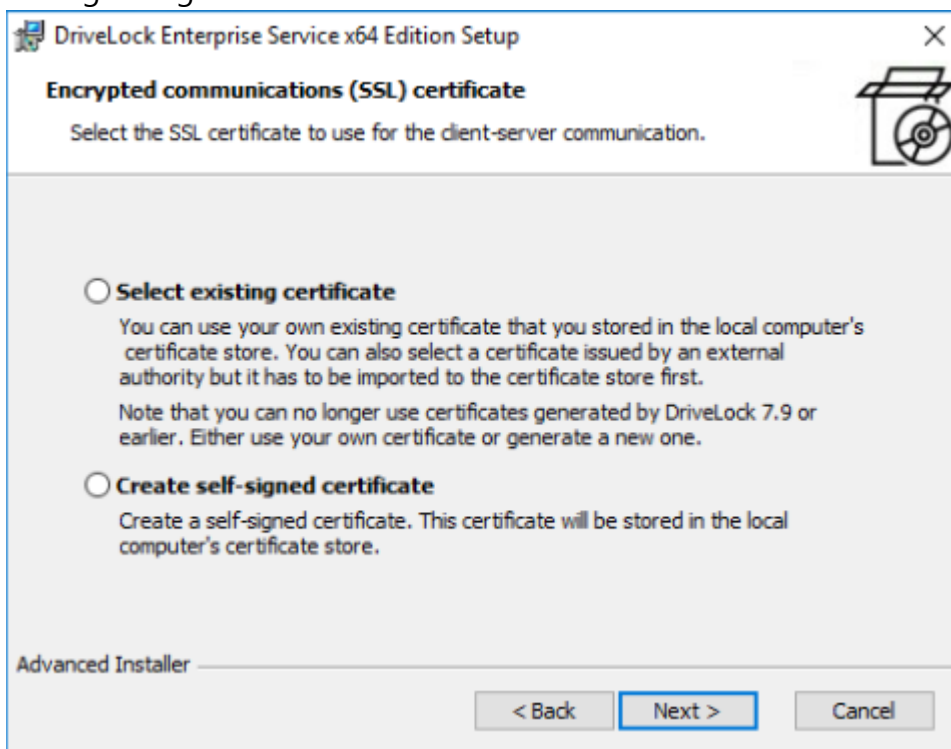 DriveLock Enterprise Service x64 Edition Setup
Encrypted communications (SSL) certificate
Select the SSL certificate to use for the client-server communication.
Select existing certificate
You can use your own existing certificate that you stored in the local computer's
certificate store. You can also select a certificate issued by an external
authority but it has to be imported to the certificate store first.
Note that you can no longer use certificates generated by DriveLock 7.9 or
earlier. Either use your own certificate or generate a new one.
Create self-signed certificate
Create a self-signed certificate. This certificate will be stored in the local
computer's certificate store.
Advanced Installer
< Back Next > Cancel